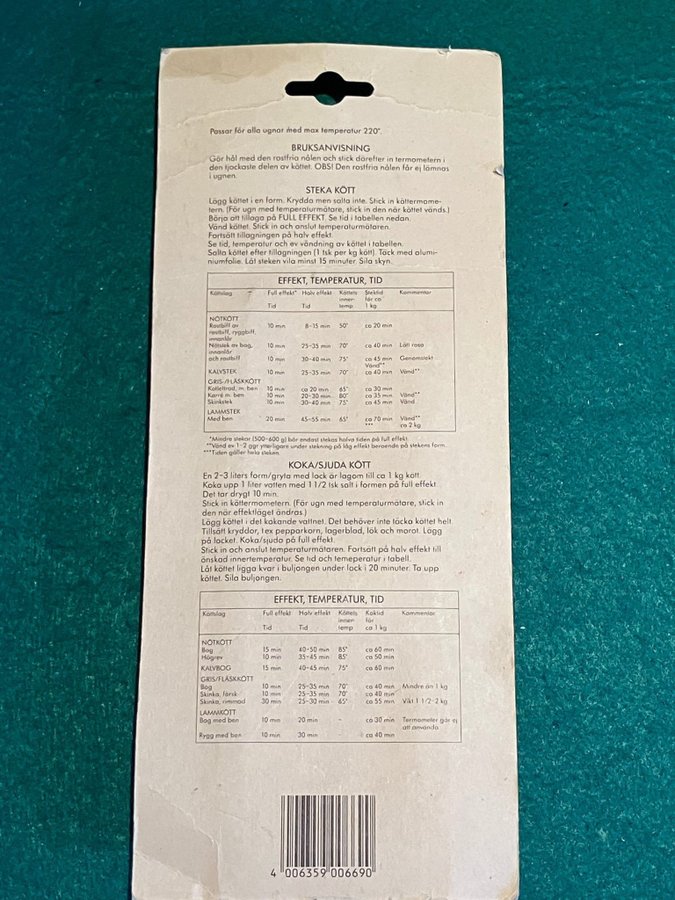 Passar för alla ugnar med max temperatur 220°.
BRUKSANVISNING
Gör hål med den rostfria nålen och stick därefter in termometern i
den tjockaste delen av köttet. OBS! Den rostfria nålen får ej lämnas
i ugnen.
STEKA KÖTT
Lägg köttet i en form. Krydda men salta inte. Stick in köttermome-
tern. (För ugn med temperaturmätare, stick in den när köttet vänds.)
Börja att tillaga på FULL EFFEKT. Se tid i tabellen nedan.
Vänd köttet. Stick in och anslut temperaturmätaren.
Fortsätt tillagningen på halv effekt.
Se tid, temperatur och ev vändning av köttet i tabellen.
Salta köttet efter tillagningen (1 tsk per kg kött). Täck med alumi-
niumfolie. Låt steken vila minst 15 minuter. Sila skyn.
EFFEKT, TEMPERATUR, TID
Köttslag Full effekt* Halv effekt Köttets Stektid Kommentar
inner- för ca
Tid Tid temp 1 kg
NÖTKÖTT
Rostbiff av 10 min 8-15 min 50° ca 20 min
rostbiff, ryggbiff,
innanlår
Nötstek av bog, 10 min 25-35 min 70° ca 40 min Lätt rosa
innanlår
och rostbiff 10 min 30-40 min 75° ca 45 min Genomstekt
Vänd**
KALVSTEK 10 min 25-35 min 70° ca 40 min Vänd**
GRIS-/FLÄSKKÖTT
Kotlettrad, m. ben 10 min ca 20 min 65° ca 30 min
Karré m. ben 10 min 20-30 min 80° ca 35 min Vänd**
Skinkstek 10 min 30-40 min 75° ca 45 min Vänd
LAMMSTEK
Med ben 20 min 45-55 min 65° ca 70 min Vänd**
*** ca 2 kg
*Mindre stekar (500-600 g) bör endast stekas halva tiden på full effekt.
**Vänd ev 1-2 ggr ytterligare under stekning på låg effekt beroende på stekens form.
***Tiden gäller hela steken.
KOKA/SJUDA KÖTT
En 2-3 liters form/gryta med lock är lagom till ca 1 kg kött.
Koka upp 1 liter vatten med 1 1/2 tsk salt i formen på full effekt.
Det tar drygt 10 min.
Stick in köttermometern. (För ugn med temperaturmätare, stick in
den när effektläget ändras.)
Lägg köttet i det kokande vattnet. Det behöver inte täcka köttet helt.
Tillsätt kryddor, t ex pepparkorn, lagerblad, lök och morot. Lägg
på locket. Koka/sjuda på full effekt.
Stick in och anslut temperaturmätaren. Fortsätt på halv effekt till
önskad innertemperatur. Se tid och temeperatur i tabell.
Låt köttet ligga kvar i buljongen under lock i 20 minuter. Ta upp
köttet. Sila buljongen.
EFFEKT, TEMPERATUR, TID
Köttslag Full effekt Halv effekt Köttets Koktid Kommentar
inner- för
Tid Tid temp ca 1 kg
NÖTKÖTT
Bog 15 min 40-50 min 85° ca 60 min
Högrev 10 min 35-45 min 85° ca 50 min
KALVBOG 15 min 40-45 min 75° ca 60 min
GRIS/FLÄSKKÖTT
Bog 10 min 25-35 min 70° ca 40 min Mindre än 1 kg
Skinka, färsk 10 min 25-35 min 70° ca 40 min
Skinka, rimmad 30 min 25-30 min 65° ca 55 min Vikt 1 1/2-2 kg
LAMMKÖTT
Bog med ben 10 min 20 min - ca 30 min Termometer går ej
att använda.
Rygg med ben 10 min 30 min - ca 40 min
4 006359 006690